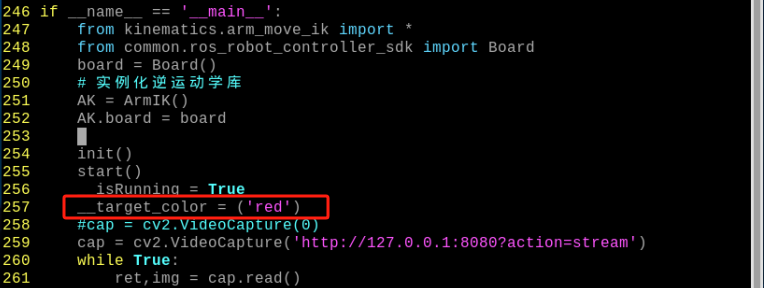 246 if __name__ == '__main__':
247     from kinematics.arm_move_ik import *
248     from common.ros_robot_controller_sdk import Board
249     board = Board()
250     # 实例化逆运动学库
251     AK = ArmIK()
252     AK.board = board
253
254     init()
255     start()
256     __isRunning = True
257     __target_color = ('red')
258     #cap = cv2.VideoCapture(0)
259     cap = cv2.VideoCapture('http://127.0.0.1:8080?action=stream')
260     while True:
261         ret,img = cap.read()